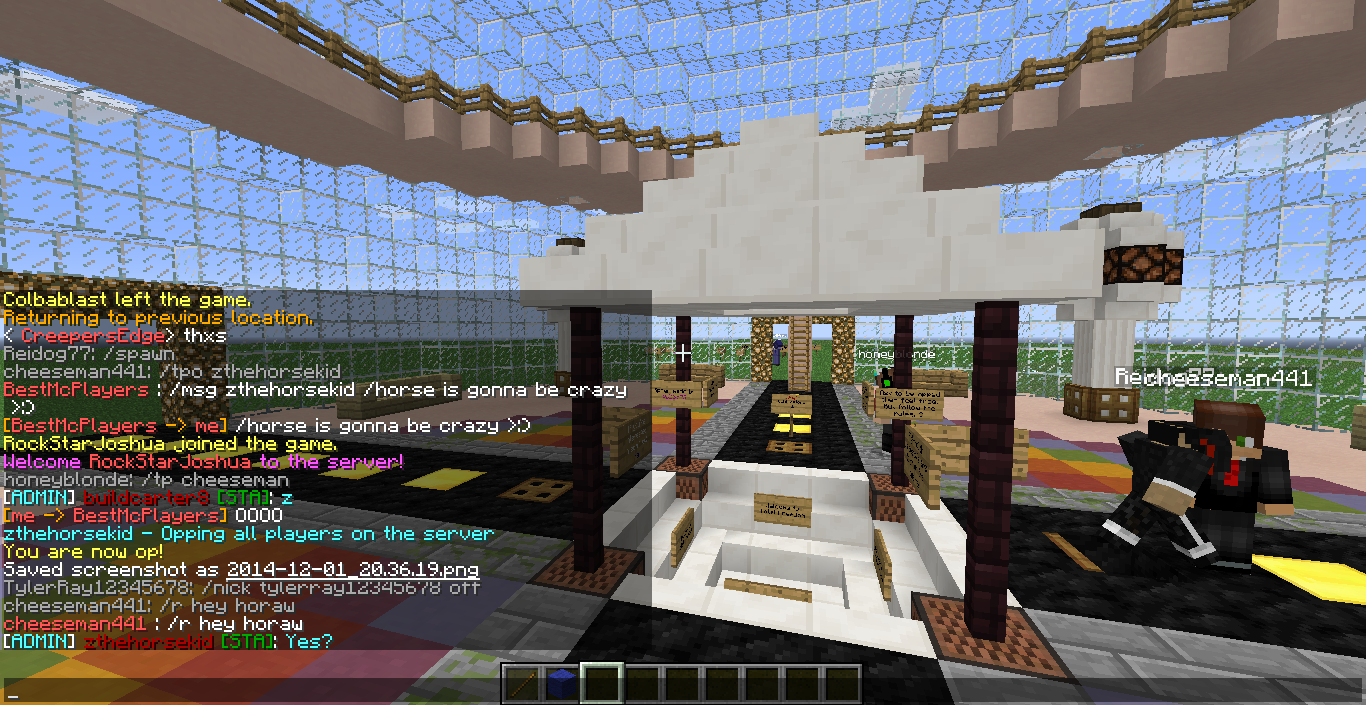 Colbablast left the game.
Returning to previous location.
< CreepersEdge> thxs
Reidog77: /spawn
cheeseman441: /tpo zthehorsekid
BestMcPlayers : /msg zthehorsekid /horse is gonna be crazy
>:)
[BestMcPlayers -> me] /horse is gonna be crazy >:)
RockStarJoshua joined the game.
Welcome RockStarJoshua to the server!
honeyblonde: /tp cheeseman
[ADMIN] buildcarter8 [STA]: z
[me -> BestMcPlayers] OOOO
zthehorsekid - Opping all players on the server
You are now op!
Saved screenshot as 2014-12-01_20.36.19.png
TylerRay12345678: /nick tylerray12345678 off
cheeseman441: /r hey horaw
cheeseman441 : /r hey horaw
[ADMIN] zthehorsekid [STA]: Yes?
_
honeyblonde
cheeseman441
Welcome to